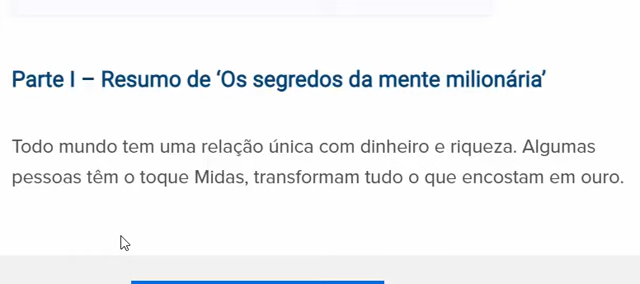 Parte I – Resumo de ‘Os segredos da mente milionária’
Todo mundo tem uma relação única com dinheiro e riqueza. Algumas
pessoas têm o toque Midas, transformam tudo o que encostam em ouro.